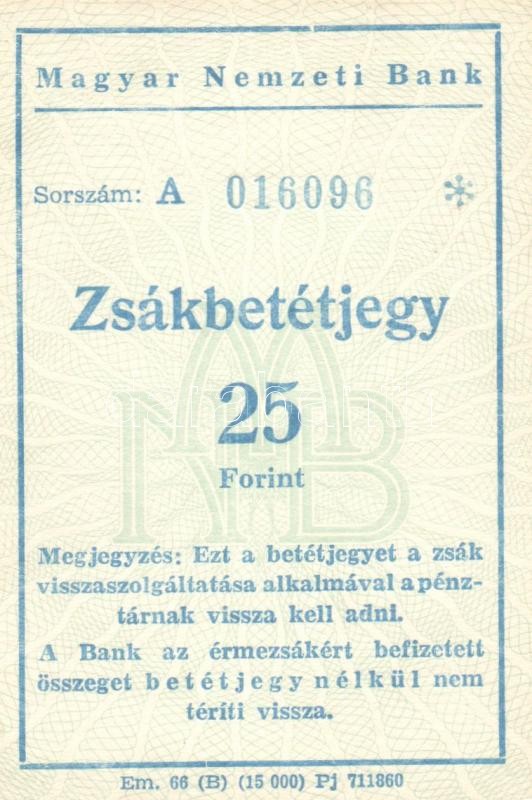 Magyar Nemzeti Bank
Sorszám: A 016096 *
Zsákbetétjegy
25
Forint
MNB
Megjegyzés: Ezt a betétjegyet a zsák
visszaszolgáltatása alkalmával a pénz-
tárnak vissza kell adni.
A Bank az érmezsákért befizetett
összeget betétjegy nélkül nem
téríti vissza.
Em. 66 (B) (15 000) Pj 711860